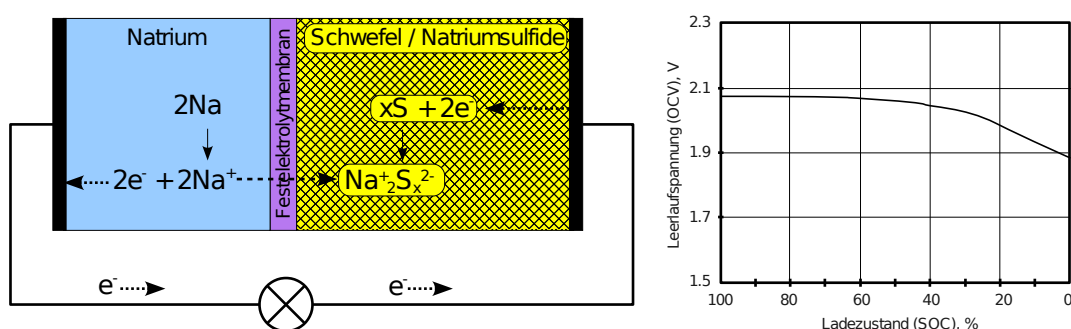 Natrium
Festelektrolytmembran
Schwefel / Natriumsulfide
2Na
xS + 2e⁻
2e⁻ + 2Na⁺
Na⁺₂Sₓ²⁻
e⁻
e⁻
Leerlaufspannung (OCV), V
2.3
2.1
1.9
1.7
1.5
100
80
60
40
20
0
Ladezustand (SOC), %